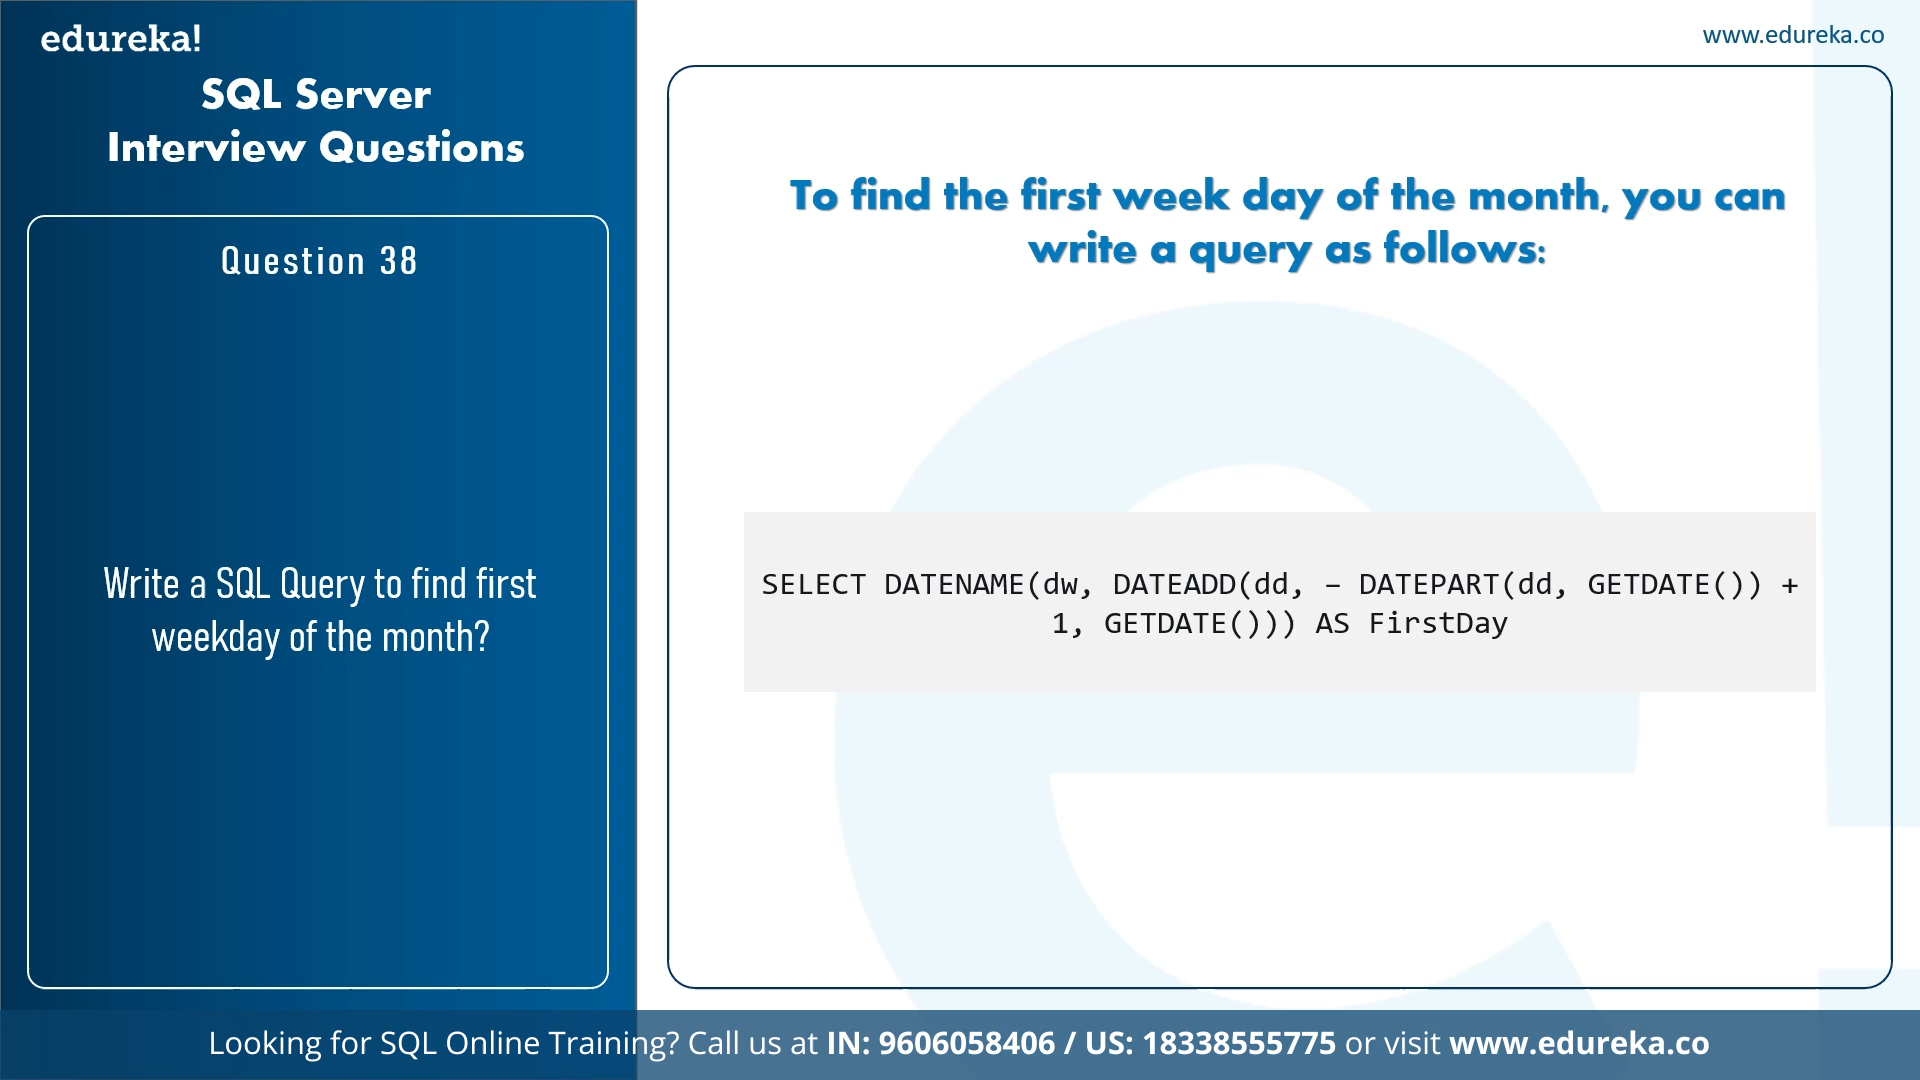 edureka!
www.edureka.co
SQL Server
Interview Questions
Question 38
Write a SQL Query to find first
weekday of the month?
To find the first week day of the month, you can
write a query as follows:
SELECT DATENAME(dw, DATEADD(dd, – DATEPART(dd, GETDATE()) +
1, GETDATE())) AS FirstDay
Looking for SQL Online Training? Call us at IN: 9606058406 / US: 18338555775 or visit www.edureka.co